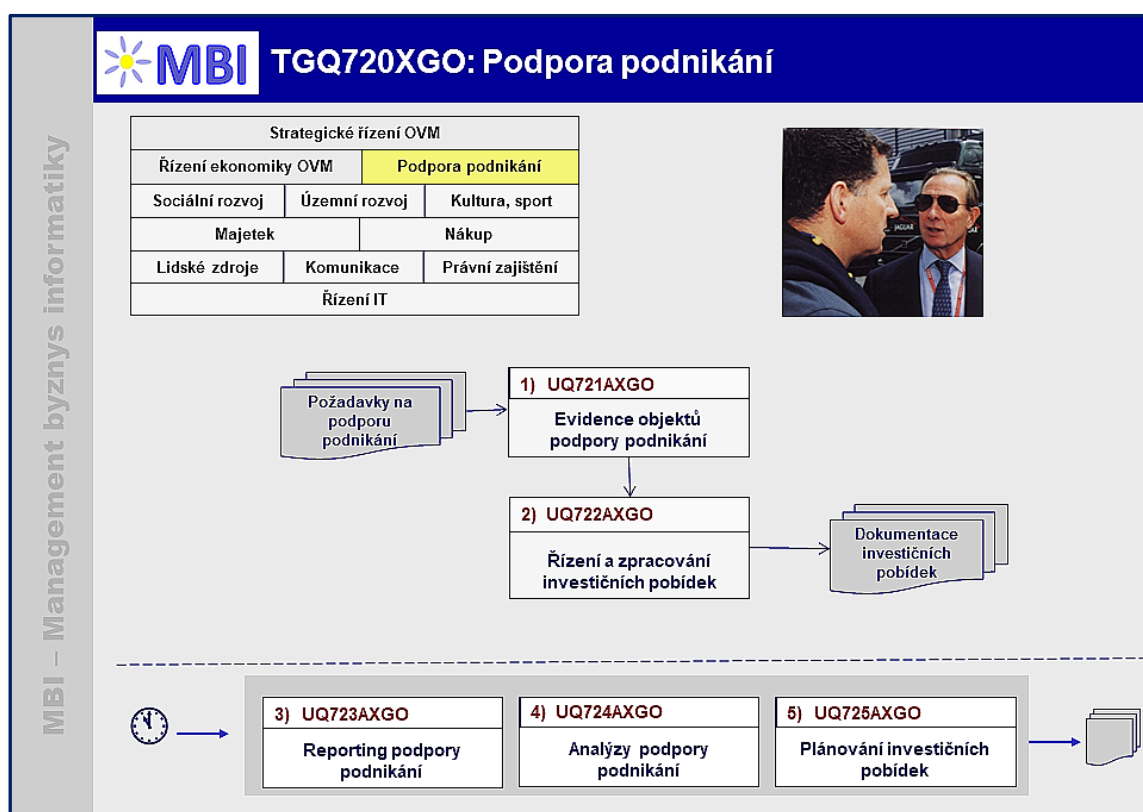 MBI TGQ720XGO: Podpora podnikání
MBI – Management byznys informatiky
Strategické řízení OVM
Řízení ekonomiky OVM Podpora podnikání
Sociální rozvoj Územní rozvoj Kultura, sport
Majetek Nákup
Lidské zdroje Komunikace Právní zajištění
Řízení IT
JAGUAR
Požadavky na
podporu
podnikání
1) UQ721AXGO
Evidence objektů
podpory podnikání
2) UQ722AXGO
Řízení a zpracování
investičních pobídek
Dokumentace
investičních
pobídek
3) UQ723AXGO
Reporting podpory
podnikání
4) UQ724AXGO
Analýzy podpory
podnikání
5) UQ725AXGO
Plánování investičních
pobídek